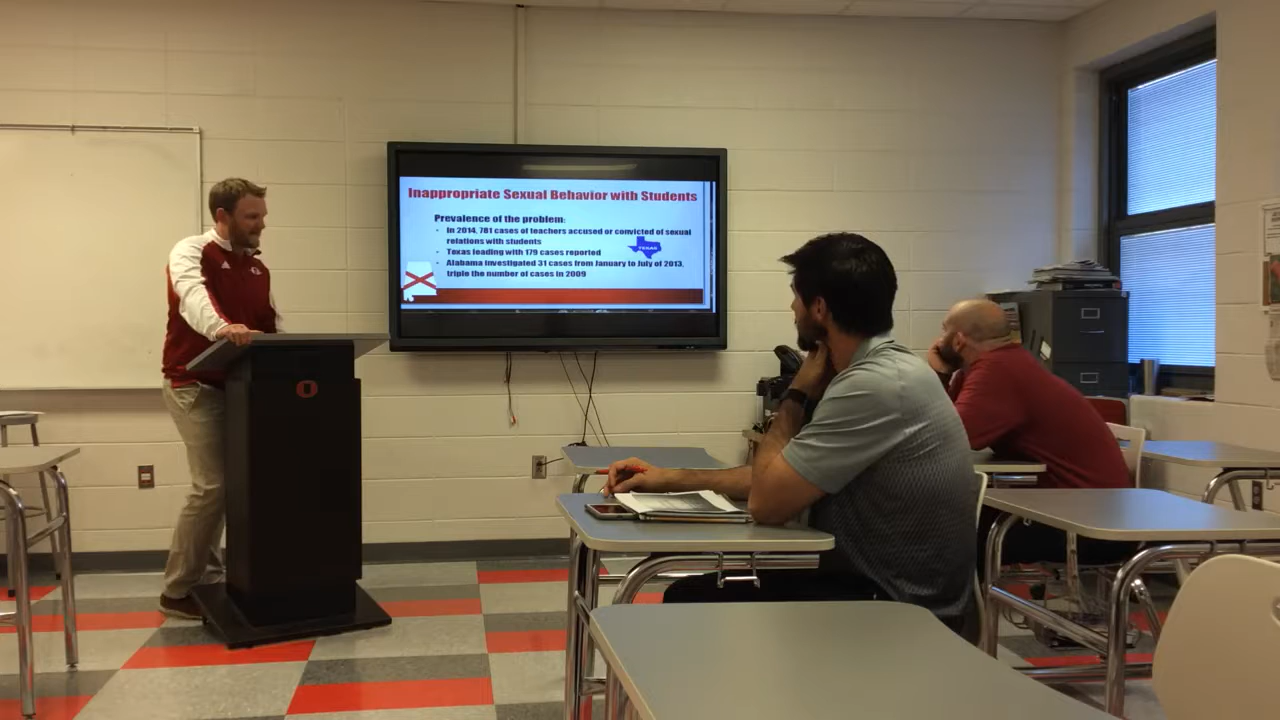 Inappropriate Sexual Behavior with Students
Prevalence of the problem:
In 2014, 781 cases of teachers accused or convicted of sexual
relations with students
Texas leading with 179 cases reported
TEXAS
Alabama investigated 31 cases from January to July of 2013,
triple the number of cases in 2009
O